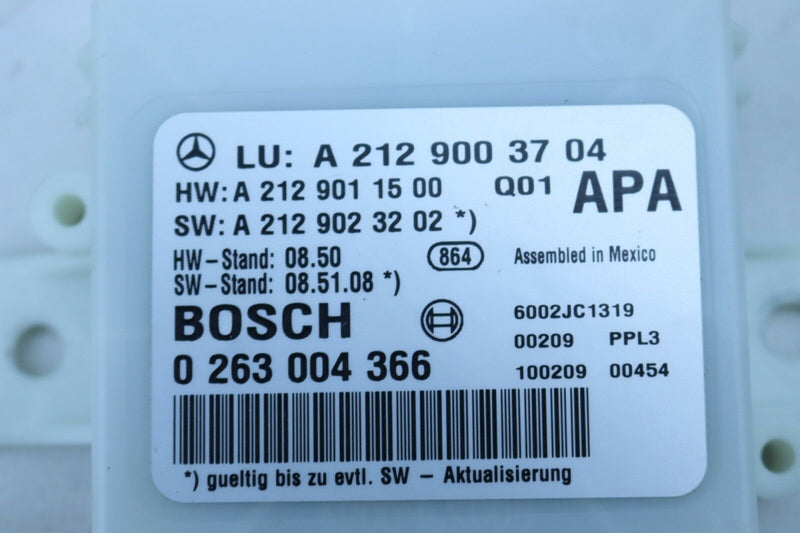 LU: A 212 900 37 04
HW: A 212 901 15 00 Q01 APA
SW: A 212 902 32 02 *)
HW-Stand: 08.50 864 Assembled in Mexico
SW-Stand: 08.51.08 *)
BOSCH 6002JC1319
00209 PPL3
0 263 004 366 100209 00454
*) gueltig bis zu evtl. SW - Aktualisierung